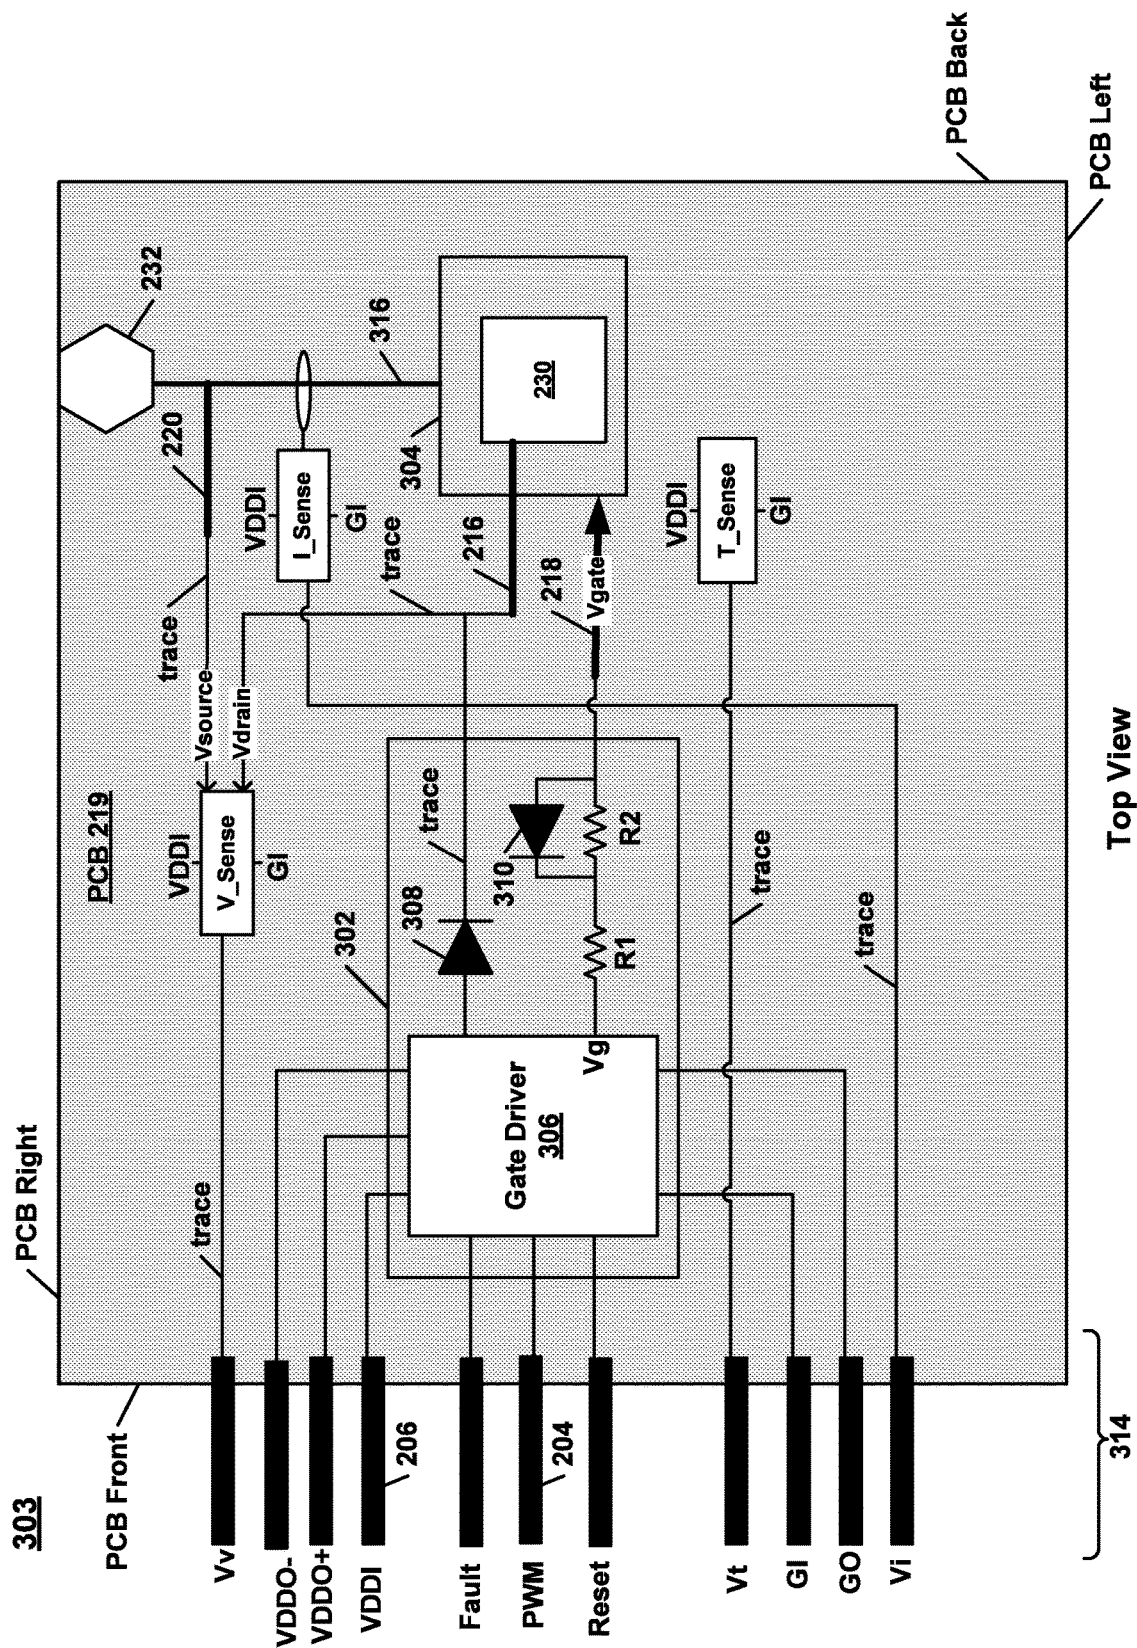 303
PCB Front
PCB Right
PCB Back
PCB Left
PCB 219
232
220
316
trace
trace
Vsource
Vdrain
VDDI
V_Sense
GI
VDDI
I_Sense
GI
trace
304
230
216
218
Vgate
VDDI
T_Sense
GI
302
308
trace
310
R1
R2
Vg
Gate Driver
306
trace
trace
Vv
VDDO-
VDDO+
VDDI
206
Fault
PWM
204
Reset
Vt
GI
GO
Vi
314
Top View